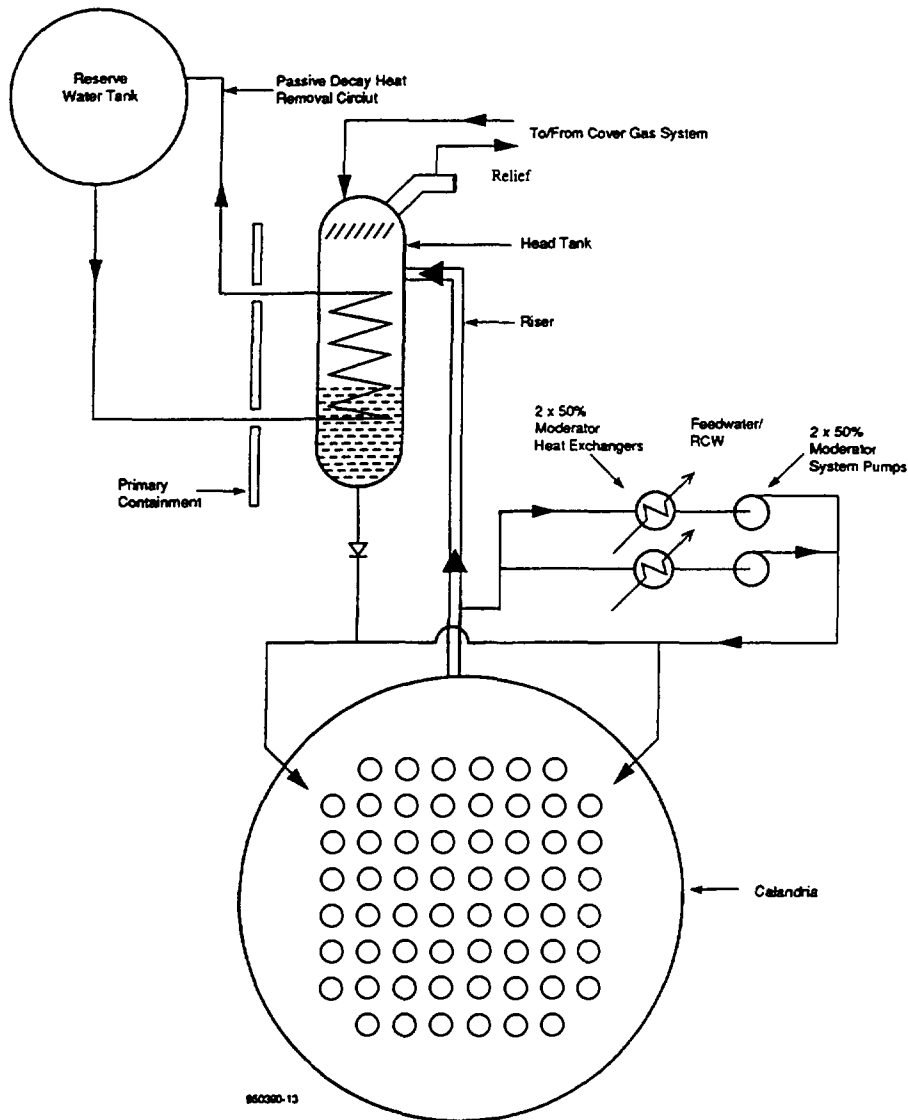 Reserve
Water Tank
Passive Decay Heat
Removal Circiut
To/From Cover Gas System
Relief
Head Tank
Riser
2 x 50%
Moderator
Heat Exchangers
Feedwater/
RCW
2 x 50%
Moderator
System Pumps
Primary
Containment
Calandria
950390-13